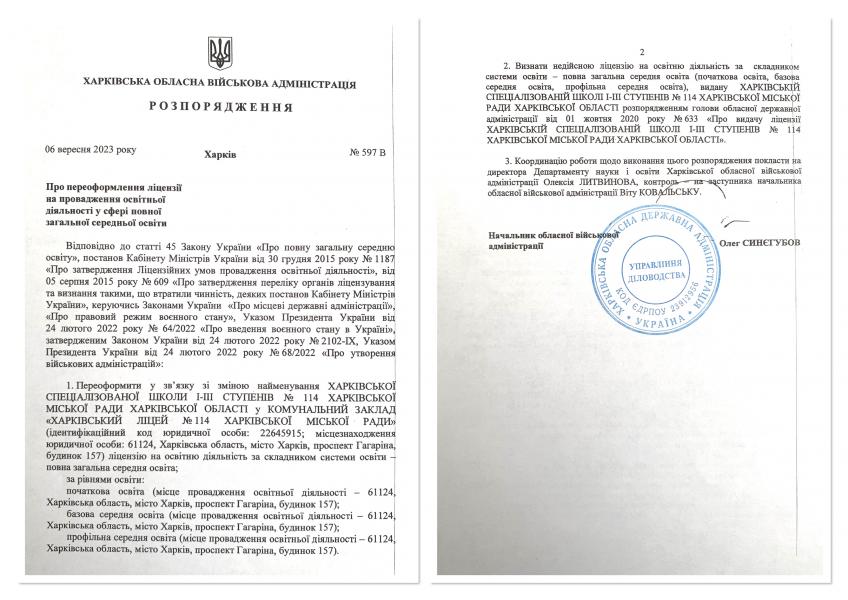 ХАРКІВСЬКА ОБЛАСНА ВІЙСЬКОВА АДМІНІСТРАЦІЯ
РОЗПОРЯДЖЕННЯ
06 вересня 2023 року
Харків
№ 597 В
Про переоформлення ліцензії
на провадження освітньої
діяльності у сфері повної
загальної середньої освіти
Відповідно до статті 45 Закону України «Про повну загальну середню
освіту», постанов Кабінету Міністрів України від 30 грудня 2015 року № 1187
«Про затвердження Ліцензійних умов провадження освітньої діяльності», від
05 серпня 2015 року № 609 «Про затвердження переліку органів ліцензування
та визнання такими, що втратили чинність, деяких постанов Кабінету Міністрів
України», керуючись Законами України «Про місцеві державні адміністрації»,
«Про правовий режим воєнного стану», Указом Президента України від
24 лютого 2022 року № 64/2022 «Про введення воєнного стану в Україні»,
затвердженим Законом України від 24 лютого 2022 року № 2102-IX, Указом
Президента України від 24 лютого 2022 року № 68/2022 «Про утворення
військових адміністрацій»:
1. Переоформити у зв'язку зі зміною найменування ХАРКІВСЬКОЇ
СПЕЦІАЛІЗОВАНОЇ ШКОЛИ І-ІІІ СТУПЕНІВ № 114 ХАРКІВСЬКОЇ
МІСЬКОЇ РАДИ ХАРКІВСЬКОЇ ОБЛАСТІ у КОМУНАЛЬНИЙ ЗАКЛАД
«ХАРКІВСЬКИЙ ЛІЦЕЙ № 114 ХАРКІВСЬКОЇ МІСЬКОЇ РАДИ»
(ідентифікаційний код юридичної особи: 22645915; місцезнаходження
юридичної особи: 61124, Харківська область, місто Харків, проспект Гагаріна,
будинок 157) ліцензію на освітню діяльність за складником системи освіти –
повна загальна середня освіта;
за рівнями освіти:
початкова освіта (місце провадження освітньої діяльності – 61124,
Харківська область, місто Харків, проспект Гагаріна, будинок 157);
базова середня освіта (місце провадження освітньої діяльності – 61124,
Харківська область, місто Харків, проспект Гагаріна, будинок 157);
профільна середня освіта (місце провадження освітньої діяльності – 61124,
Харківська область, місто Харків, проспект Гагаріна, будинок 157).
2
2. Визнати недійсною ліцензію на освітню діяльність за складником
системи освіти – повна загальна середня освіта (початкова освіта, базова
середня освіта, профільна середня освіта), видану ХАРКІВСЬКІЙ
СПЕЦІАЛІЗОВАНІЙ ШКОЛІ І-ІІІ СТУПЕНІВ № 114 ХАРКІВСЬКОЇ МІСЬКОЇ
РАДИ ХАРКІВСЬКОЇ ОБЛАСТІ розпорядженням голови обласної державної
адміністрації від 01 жовтня 2020 року № 633 «Про видачу ліцензії
ХАРКІВСЬКІЙ СПЕЦІАЛІЗОВАНІЙ ШКОЛІ І-ІІІ СТУПЕНІВ № 114
ХАРКІВСЬКОЇ МІСЬКОЇ РАДИ ХАРКІВСЬКОЇ ОБЛАСТІ».
3. Координацію роботи щодо виконання цього розпорядження покласти на
директора Департаменту науки і освіти Харківської обласної військової
адміністрації Олексія ЛИТВИНОВА, контроль – на заступника начальника
обласної військової адміністрації Віту КОВАЛЬСЬКУ.
Начальник обласної військової
адміністрації
Олег СИНЄГУБОВ
ХАРКІВСЬКА ОБЛАСНА ДЕРЖАВНА АДМІНІСТРАЦІЯ
УПРАВЛІННЯ
ДІЛОВОДСТВА
КОД ЄДРПОУ 23912956
УКРАЇНА